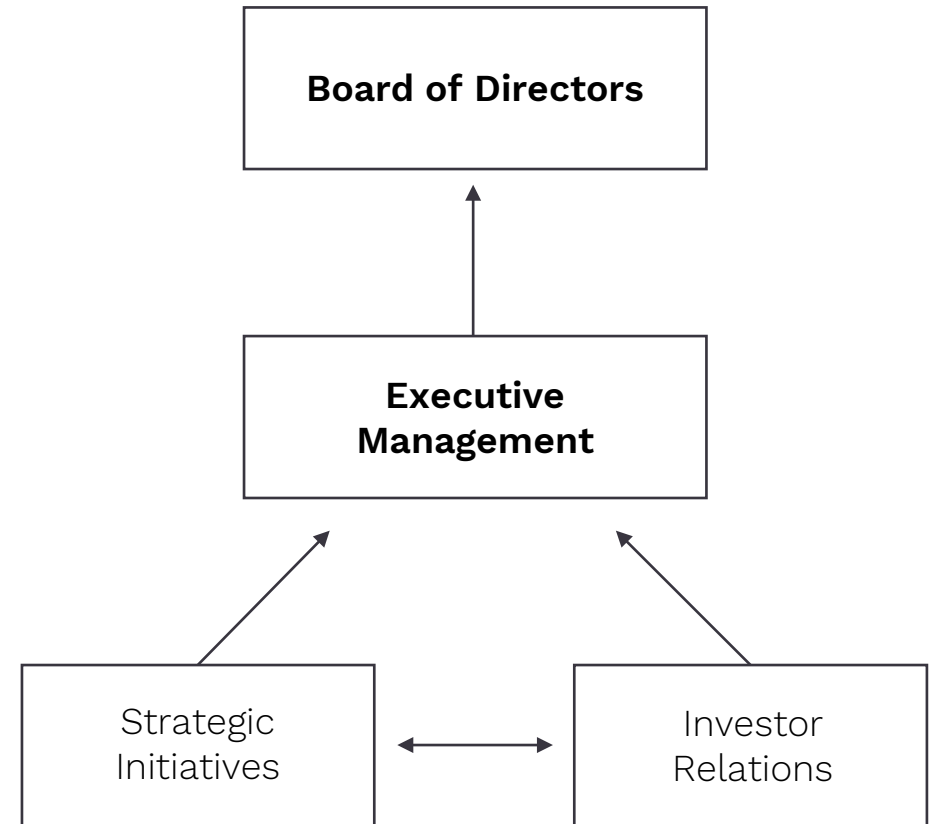 Board of Directors
Executive
Management
Strategic
Initiatives
Investor
Relations